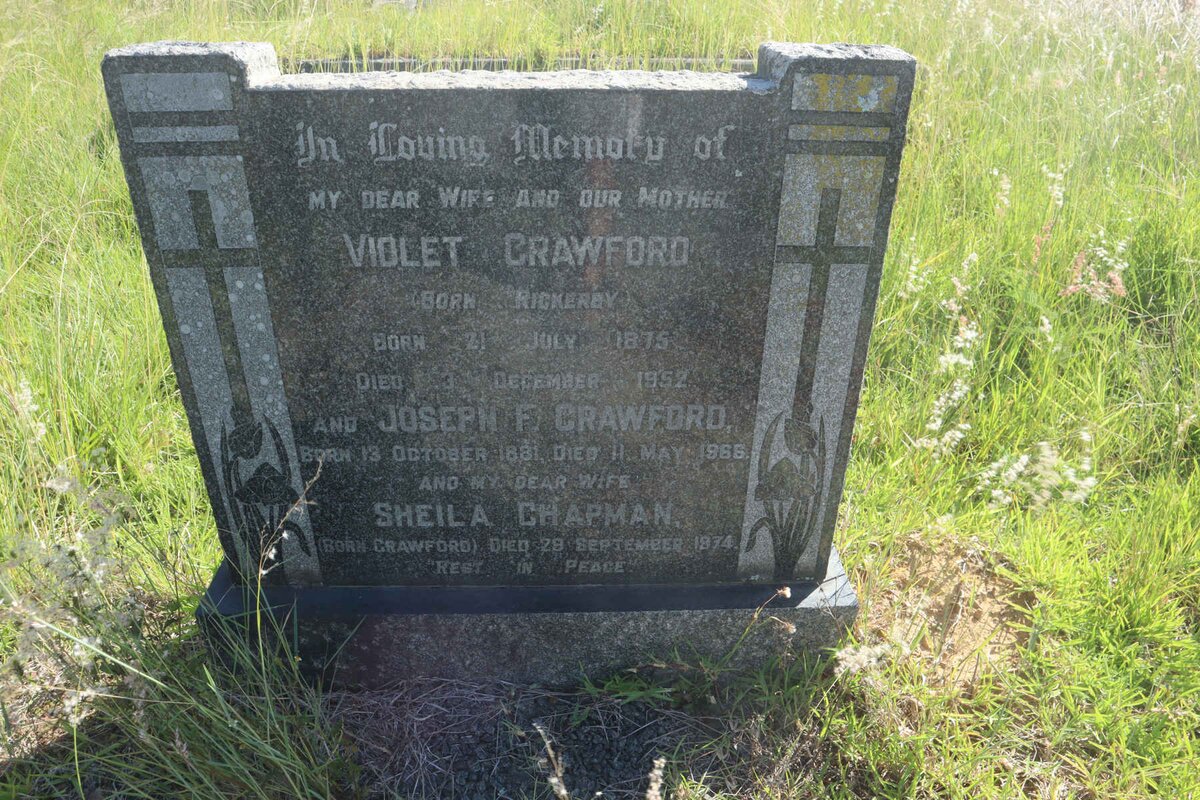 In Loving Memory of
MY DEAR WIFE AND OUR MOTHER
VIOLET CRAWFORD
(BORN RICKERBY)
BORN 21 JULY 1875
DIED 3 DECEMBER 1952
AND JOSEPH F. CRAWFORD,
BORN 13 OCTOBER 1881. DIED 11 MAY 1966.
AND MY DEAR WIFE
SHEILA CHAPMAN,
(BORN CRAWFORD) DIED 29 SEPTEMBER 1974.
"REST IN PEACE"